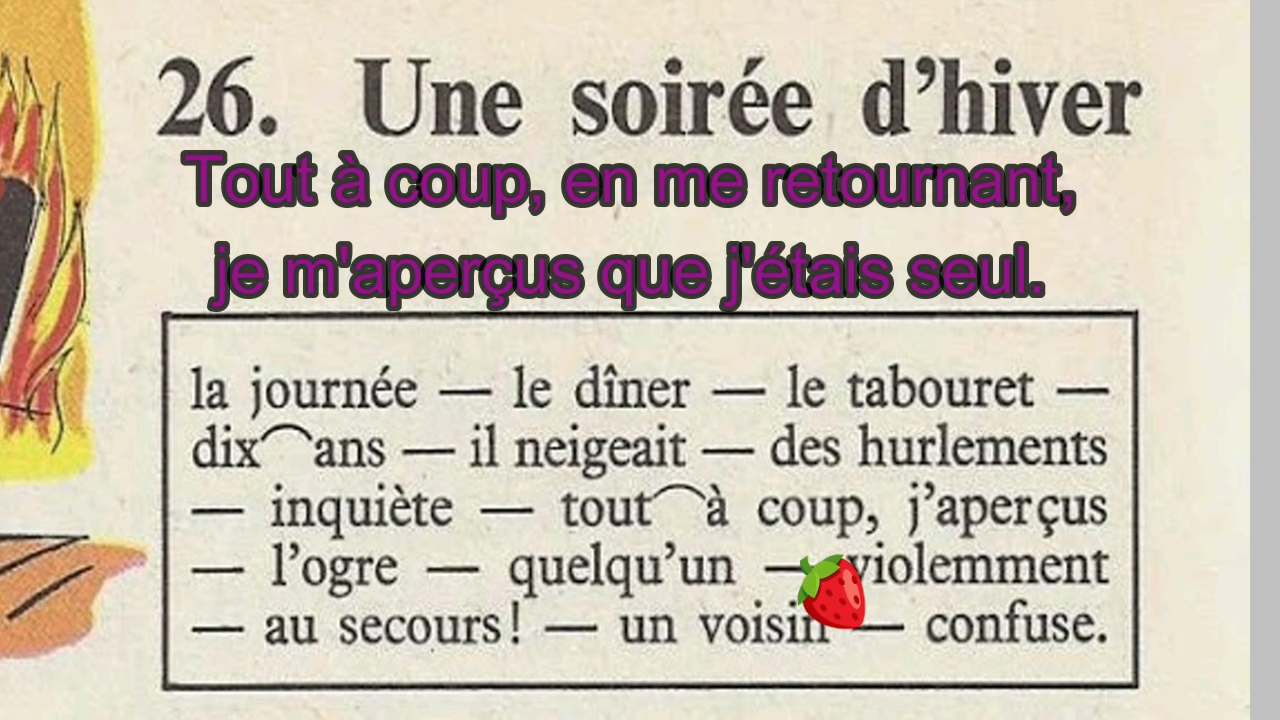 26. Une soirée d'hiver
Tout à coup, en me retournant,
je m'aperçus que j'étais seul.
la journée — le dîner — le tabouret —
dix‿ans — il neigeait — des hurlements
— inquiète — tout‿à coup, j'aperçus
— l'ogre — quelqu'un — violemment
— au secours! — un voisin — confuse.